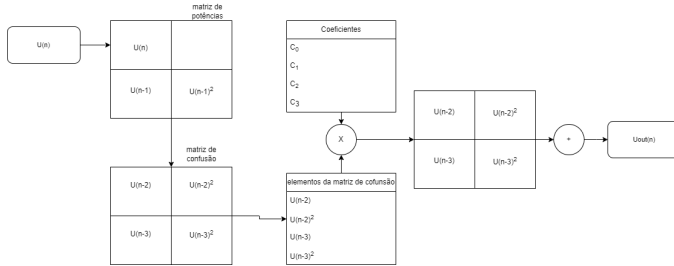 matriz de
potências
U(n)
U(n)
U(n-1)
U(n-1)²
matriz de
confusão
U(n-2)
U(n-2)²
U(n-3)
U(n-3)²
Coeficientes
C₀
C₁
C₂
C₃
X
elementos da matriz de cofunsão
U(n-2)
U(n-2)²
U(n-3)
U(n-3)²
U(n-2)
U(n-2)²
U(n-3)
U(n-3)²
+
Uout(n)